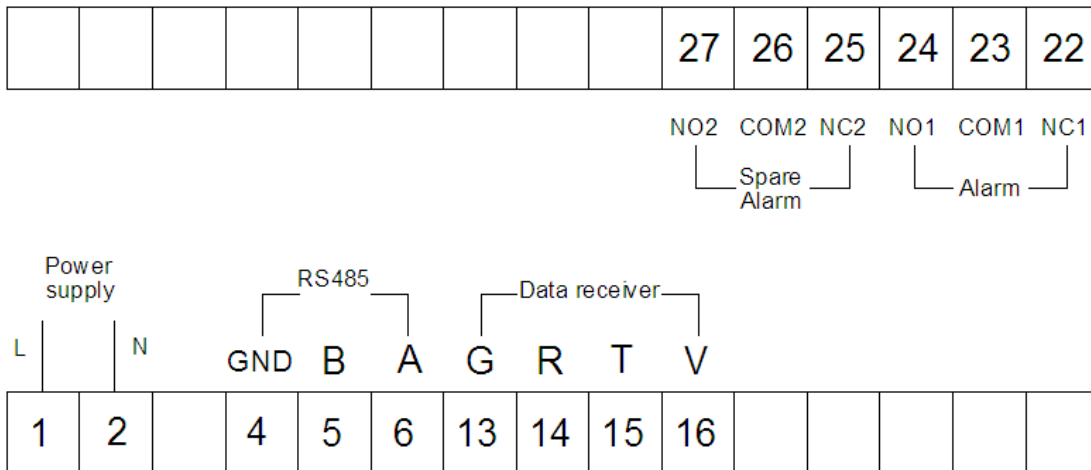 27 26 25 24 23 22
NO2 COM2 NC2 NO1 COM1 NC1
Spare
Alarm
Alarm
Power
supply
RS485
Data receiver
L N
GND B A G R T V
1 2 4 5 6 13 14 15 16